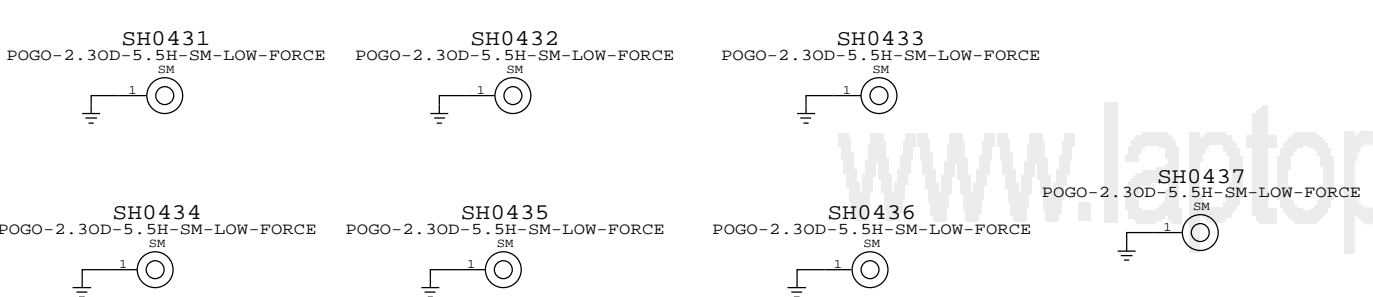 SH0431
POGO-2.3OD-5.5H-SM-LOW-FORCE
SM
1
SH0432
POGO-2.3OD-5.5H-SM-LOW-FORCE
SM
1
SH0433
POGO-2.3OD-5.5H-SM-LOW-FORCE
SM
1
www.laptop
SH0437
POGO-2.3OD-5.5H-SM-LOW-FORCE
SM
1
SH0434
POGO-2.3OD-5.5H-SM-LOW-FORCE
SM
1
SH0435
POGO-2.3OD-5.5H-SM-LOW-FORCE
SM
1
SH0436
POGO-2.3OD-5.5H-SM-LOW-FORCE
SM
1